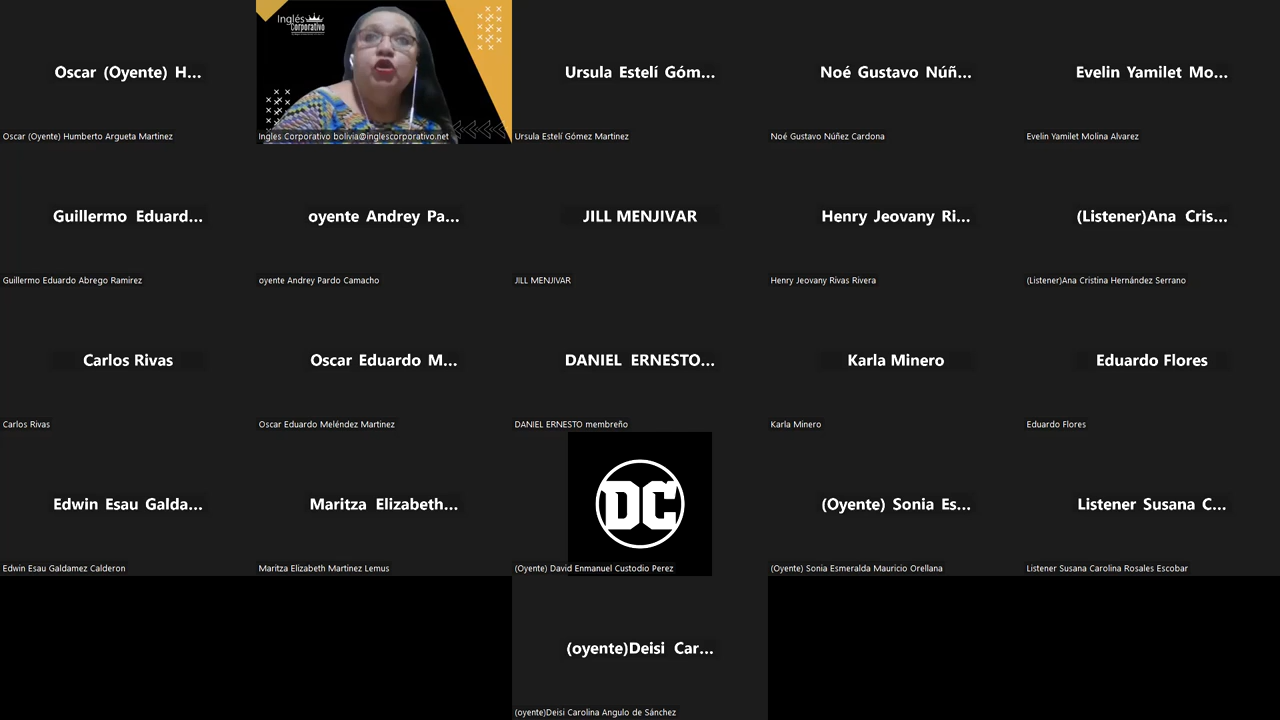 Oscar (Oyente) H...
Oscar (Oyente) Humberto Argueta Martinez
Inglés
Corporativo
Ingles Corporativo bolivia@inglescorporativo.net
Ursula Estelí Góm...
Ursula Estelí Gómez Martinez
Noé Gustavo Núñ...
Noé Gustavo Núñez Cardona
Evelin Yamilet Mo...
Evelin Yamilet Molina Alvarez
Guillermo Eduard...
Guillermo Eduardo Abrego Ramirez
oyente Andrey Pa...
oyente Andrey Pardo Camacho
JILL MENJIVAR
JILL MENJIVAR
Henry Jeovany Ri...
Henry Jeovany Rivas Rivera
(Listener)Ana Cris...
(Listener)Ana Cristina Hernández Serrano
Carlos Rivas
Carlos Rivas
Oscar Eduardo M...
Oscar Eduardo Meléndez Martinez
DANIEL ERNESTO...
DANIEL ERNESTO membreño
Karla Minero
Karla Minero
Eduardo Flores
Eduardo Flores
Edwin Esau Galda...
Edwin Esau Galdamez Calderon
Maritza Elizabeth...
Maritza Elizabeth Martinez Lemus
DC
(Oyente) David Enmanuel Custodio Perez
(Oyente) Sonia Es...
(Oyente) Sonia Esmeralda Mauricio Orellana
Listener Susana C...
Listener Susana Carolina Rosales Escobar
(oyente)Deisi Car...
(oyente)Deisi Carolina Angulo de Sánchez